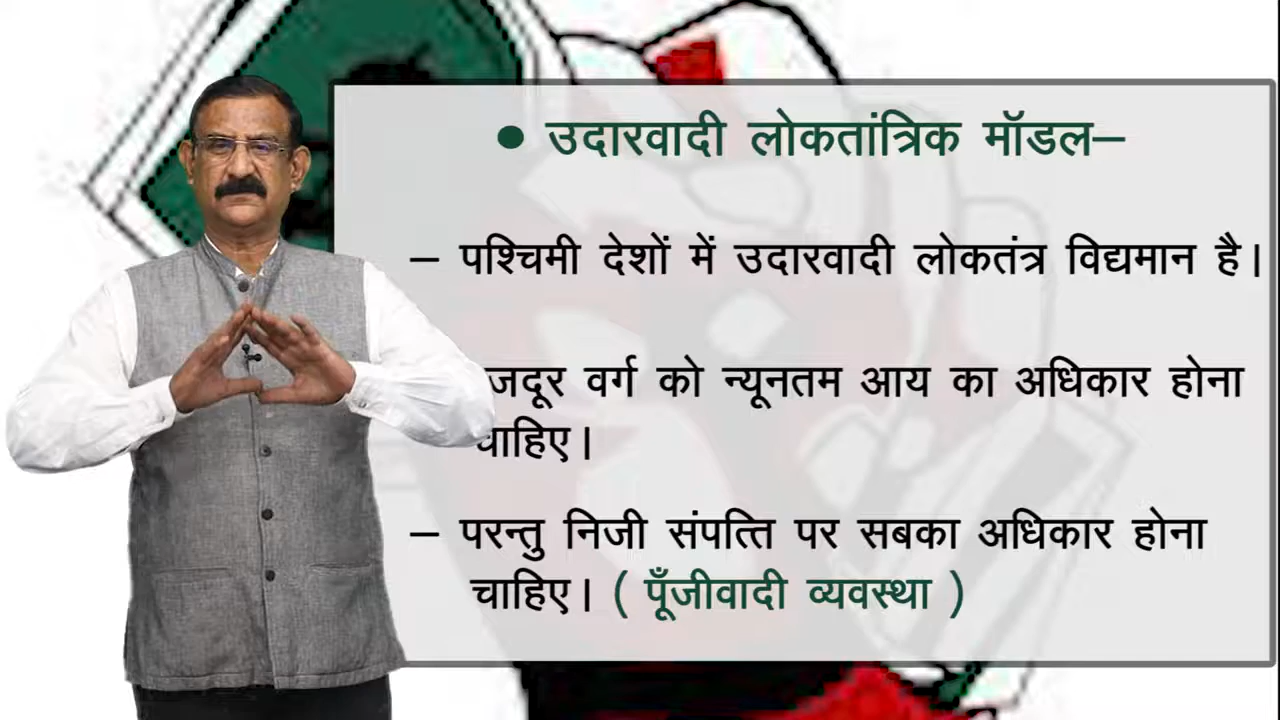 • उदारवादी लोकतांत्रिक मॉडल–
– पश्चिमी देशों में उदारवादी लोकतंत्र विद्यमान है।
वर्ग को न्यूनतम आय का अधिकार होना
– परन्तु निजी संपत्ति पर सबका अधिकार होना
चाहिए। ( पूँजीवादी व्यवस्था )